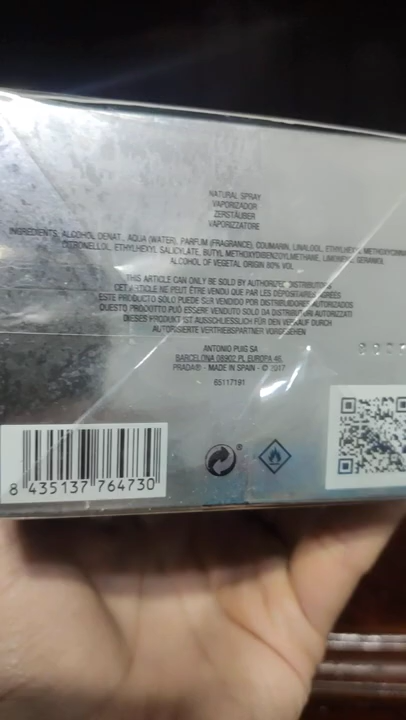 NATURAL SPRAY
VAPORIZADOR
ZERSTÄUBER
VAPORIZZATORE
INGREDIENTS: ALCOHOL DENAT., AQUA (WATER), PARFUM (FRAGRANCE), COUMARIN, LINALOOL, ETHYLHEXYL METHOXYCINNA
CITRONELLOL, ETHYLHEXYL SALICYLATE, BUTYL METHOXYDIBENZOYLMETHANE, LIMONENE, GERANIOL
ALCOHOL OF VEGETAL ORIGIN 80% VOL.
THIS ARTICLE CAN ONLY BE SOLD BY AUTHORIZED DISTRIBUTORS
CET ARTICLE NE PEUT ÊTRE VENDU QUE PAR LES DÉPOSITAIRES AGRÉÉS
ESTE PRODUCTO SOLO PUEDE SER VENDIDO POR DISTRIBUIDORES AUTORIZADOS
QUESTO PRODOTTO PUÒ ESSERE VENDUTO SOLO DA DISTRIBUTORI AUTORIZZATI
DIESES PRODUKT IST AUSSCHLIESSLICH FÜR DEN VERKAUF DURCH
AUTORISIERTE VERTRIEBSPARTNER VORGESEHEN
ANTONIO PUIG SA
BARCELONA 08902 PL EUROPA 46,
PRADA® - MADE IN SPAIN - © 2017
65117191
8 435137 764730